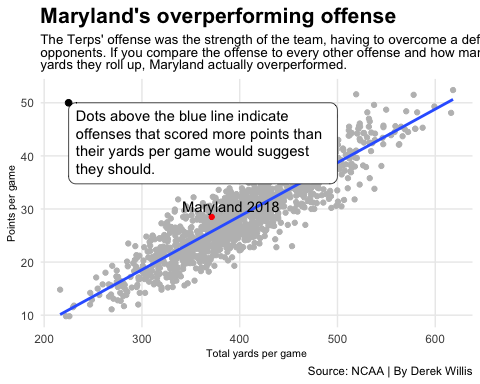 Maryland's overperforming offense
The Terps' offense was the strength of the team, having to overcome a def
opponents. If you compare the offense to every other offense and how mar
yards they roll up, Maryland actually overperformed.
50
Dots above the blue line indicate
offenses that scored more points than
their yards per game would suggest
they should.
40
30
Maryland 2018
20
10
Points per game
200 300 400 500 600
Total yards per game
Source: NCAA | By Derek Willis